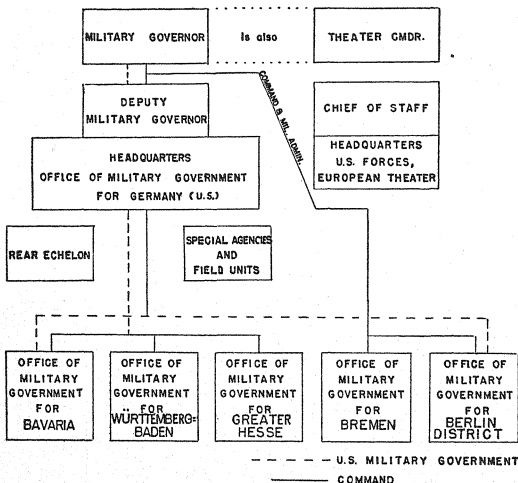 MILITARY GOVERNOR
Is also
THEATER CMDR.
COMMAND & MIL. ADMIN.
DEPUTY
MILITARY GOVERNOR
CHIEF OF STAFF
HEADQUARTERS
U.S. FORCES,
EUROPEAN THEATER
HEADQUARTERS
OFFICE OF MILITARY GOVERNMENT
FOR GERMANY (U.S.)
REAR ECHELON
SPECIAL AGENCIES
AND
FIELD UNITS
OFFICE OF
MILITARY
GOVERNMENT
FOR
BAVARIA
OFFICE OF
MILITARY
GOVERNMENT
FOR
WÜRTTEMBERG=
BADEN
OFFICE OF
MILITARY
GOVERNMENT
FOR
GREATER
HESSE
OFFICE OF
MILITARY
GOVERNMENT
FOR
BREMEN
OFFICE OF
MILITARY
GOVERNMENT
FOR
BERLIN
DISTRICT
U.S. MILITARY GOVERNMENT
COMMAND